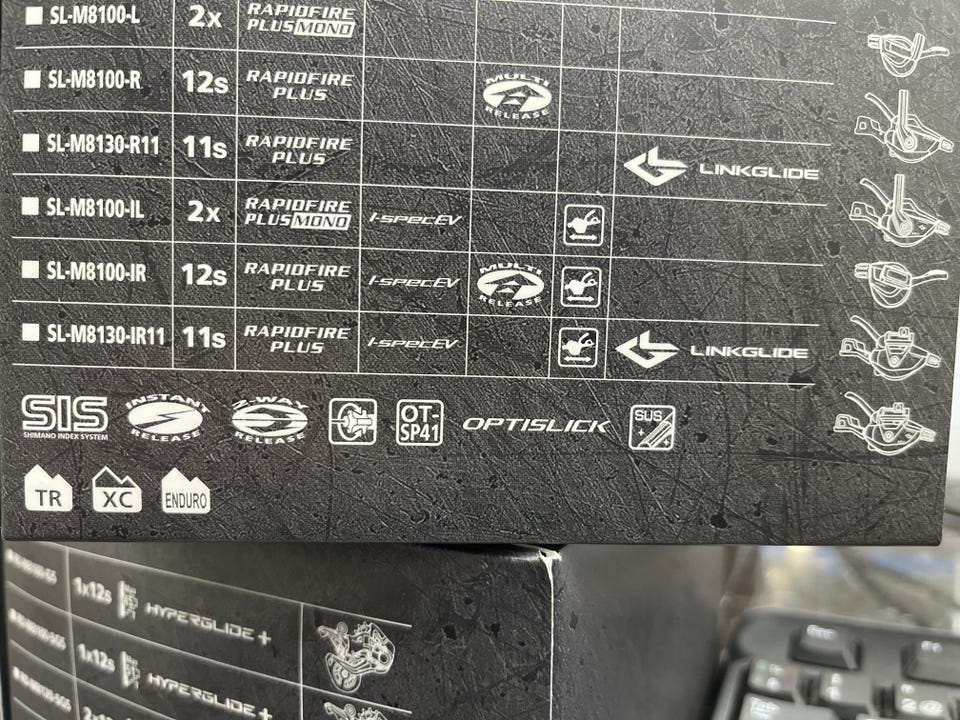 SL-M8100-L 2x RAPIDFIRE PLUS MONO
SL-M8100-R 12s RAPIDFIRE PLUS MULTI RELEASE
SL-M8130-R11 11s RAPIDFIRE PLUS LINKGLIDE
SL-M8100-IL 2x RAPIDFIRE PLUS MONO I-SPEC EV
SL-M8100-IR 12s RAPIDFIRE PLUS I-SPEC EV MULTI RELEASE
SL-M8130-IR11 11s RAPIDFIRE PLUS I-SPEC EV LINKGLIDE
SIS SHIMANO INDEX SYSTEM INSTANT RELEASE 2-WAY RELEASE OT-SP41 OPTISLICK SUS
TR XC ENDURO
1x12s HYPERGLIDE+
1x12s HYPERGLIDE+